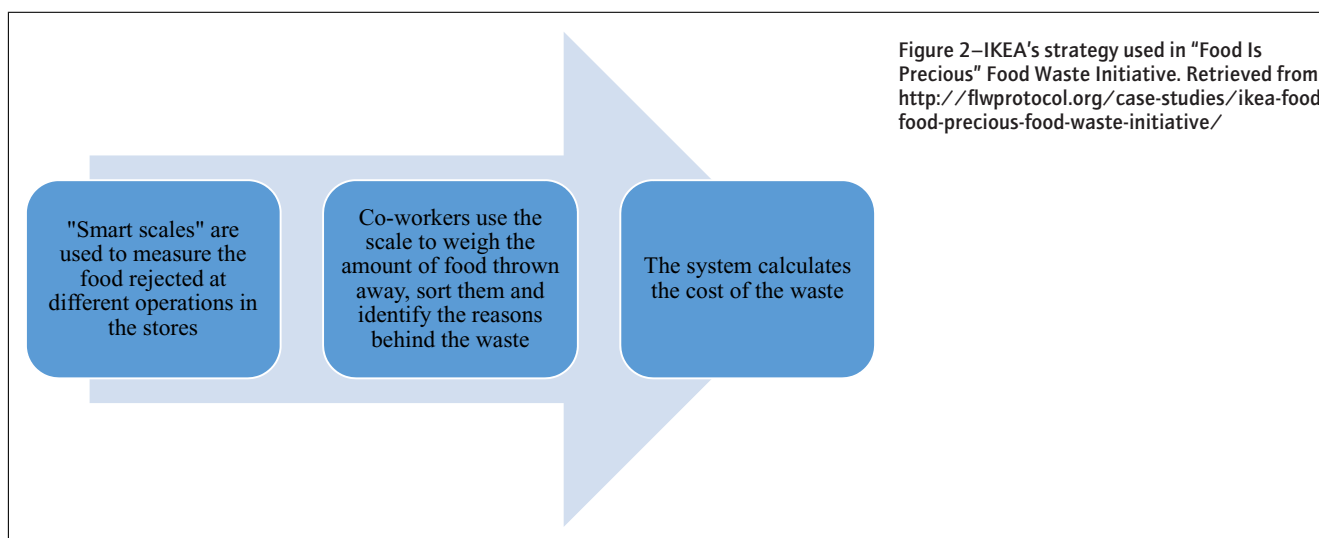 Figure 2–IKEA's strategy used in “Food Is
Precious” Food Waste Initiative. Retrieved from
http://flwprotocol.org/case-studies/ikea-food
food-precious-food-waste-initiative/
"Smart scales" are
used to measure the
food rejected at
different operations in
the stores
Co-workers use the
scale to weigh the
amount of food thrown
away, sort them and
identify the reasons
behind the waste
The system calculates
the cost of the waste